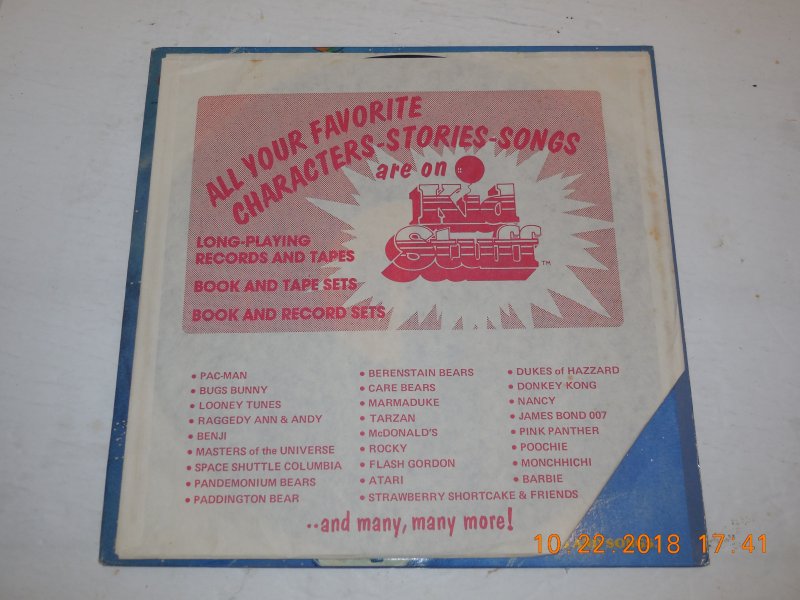 ALL YOUR FAVORITE
CHARACTERS-STORIES-SONGS
are on
Kid
Stuff
TM
LONG-PLAYING
RECORDS AND TAPES
BOOK AND TAPE SETS
BOOK AND RECORD SETS
• PAC-MAN
• BUGS BUNNY
• LOONEY TUNES
• RAGGEDY ANN & ANDY
• BENJI
• MASTERS of the UNIVERSE
• SPACE SHUTTLE COLUMBIA
• PANDEMONIUM BEARS
• PADDINGTON BEAR
• BERENSTAIN BEARS
• CARE BEARS
• MARMADUKE
• TARZAN
• McDONALD'S
• ROCKY
• FLASH GORDON
• ATARI
• STRAWBERRY SHORTCAKE & FRIENDS
• DUKES of HAZZARD
• DONKEY KONG
• NANCY
• JAMES BOND 007
• PINK PANTHER
• POOCHIE
• MONCHHICHI
• BARBIE
..and many, many more!
10/22/2018 17:41